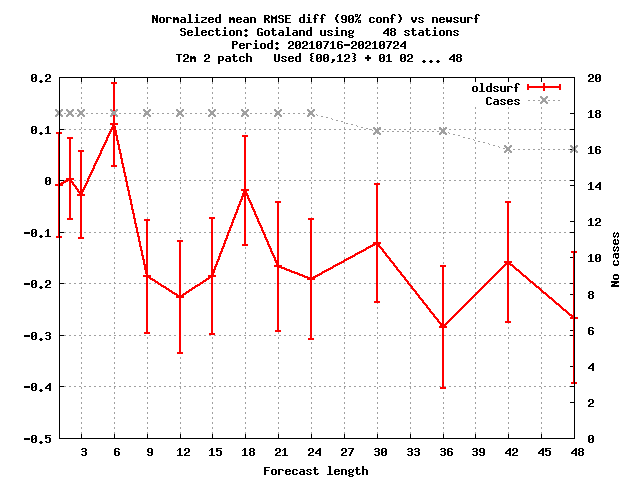 Normalized mean RMSE diff (90% conf) vs newsurf
Selection: Gotaland using    48 stations
Period: 20210716-20210724
T2m 2 patch   Used {00,12} + 01 02 ... 48
oldsurf
Cases
0.2
0.1
0
-0.1
-0.2
-0.3
-0.4
-0.5
20
18
16
14
12
10
8
6
4
2
0
No cases
3 6 9 12 15 18 21 24 27 30 33 36 39 42 45 48
Forecast length